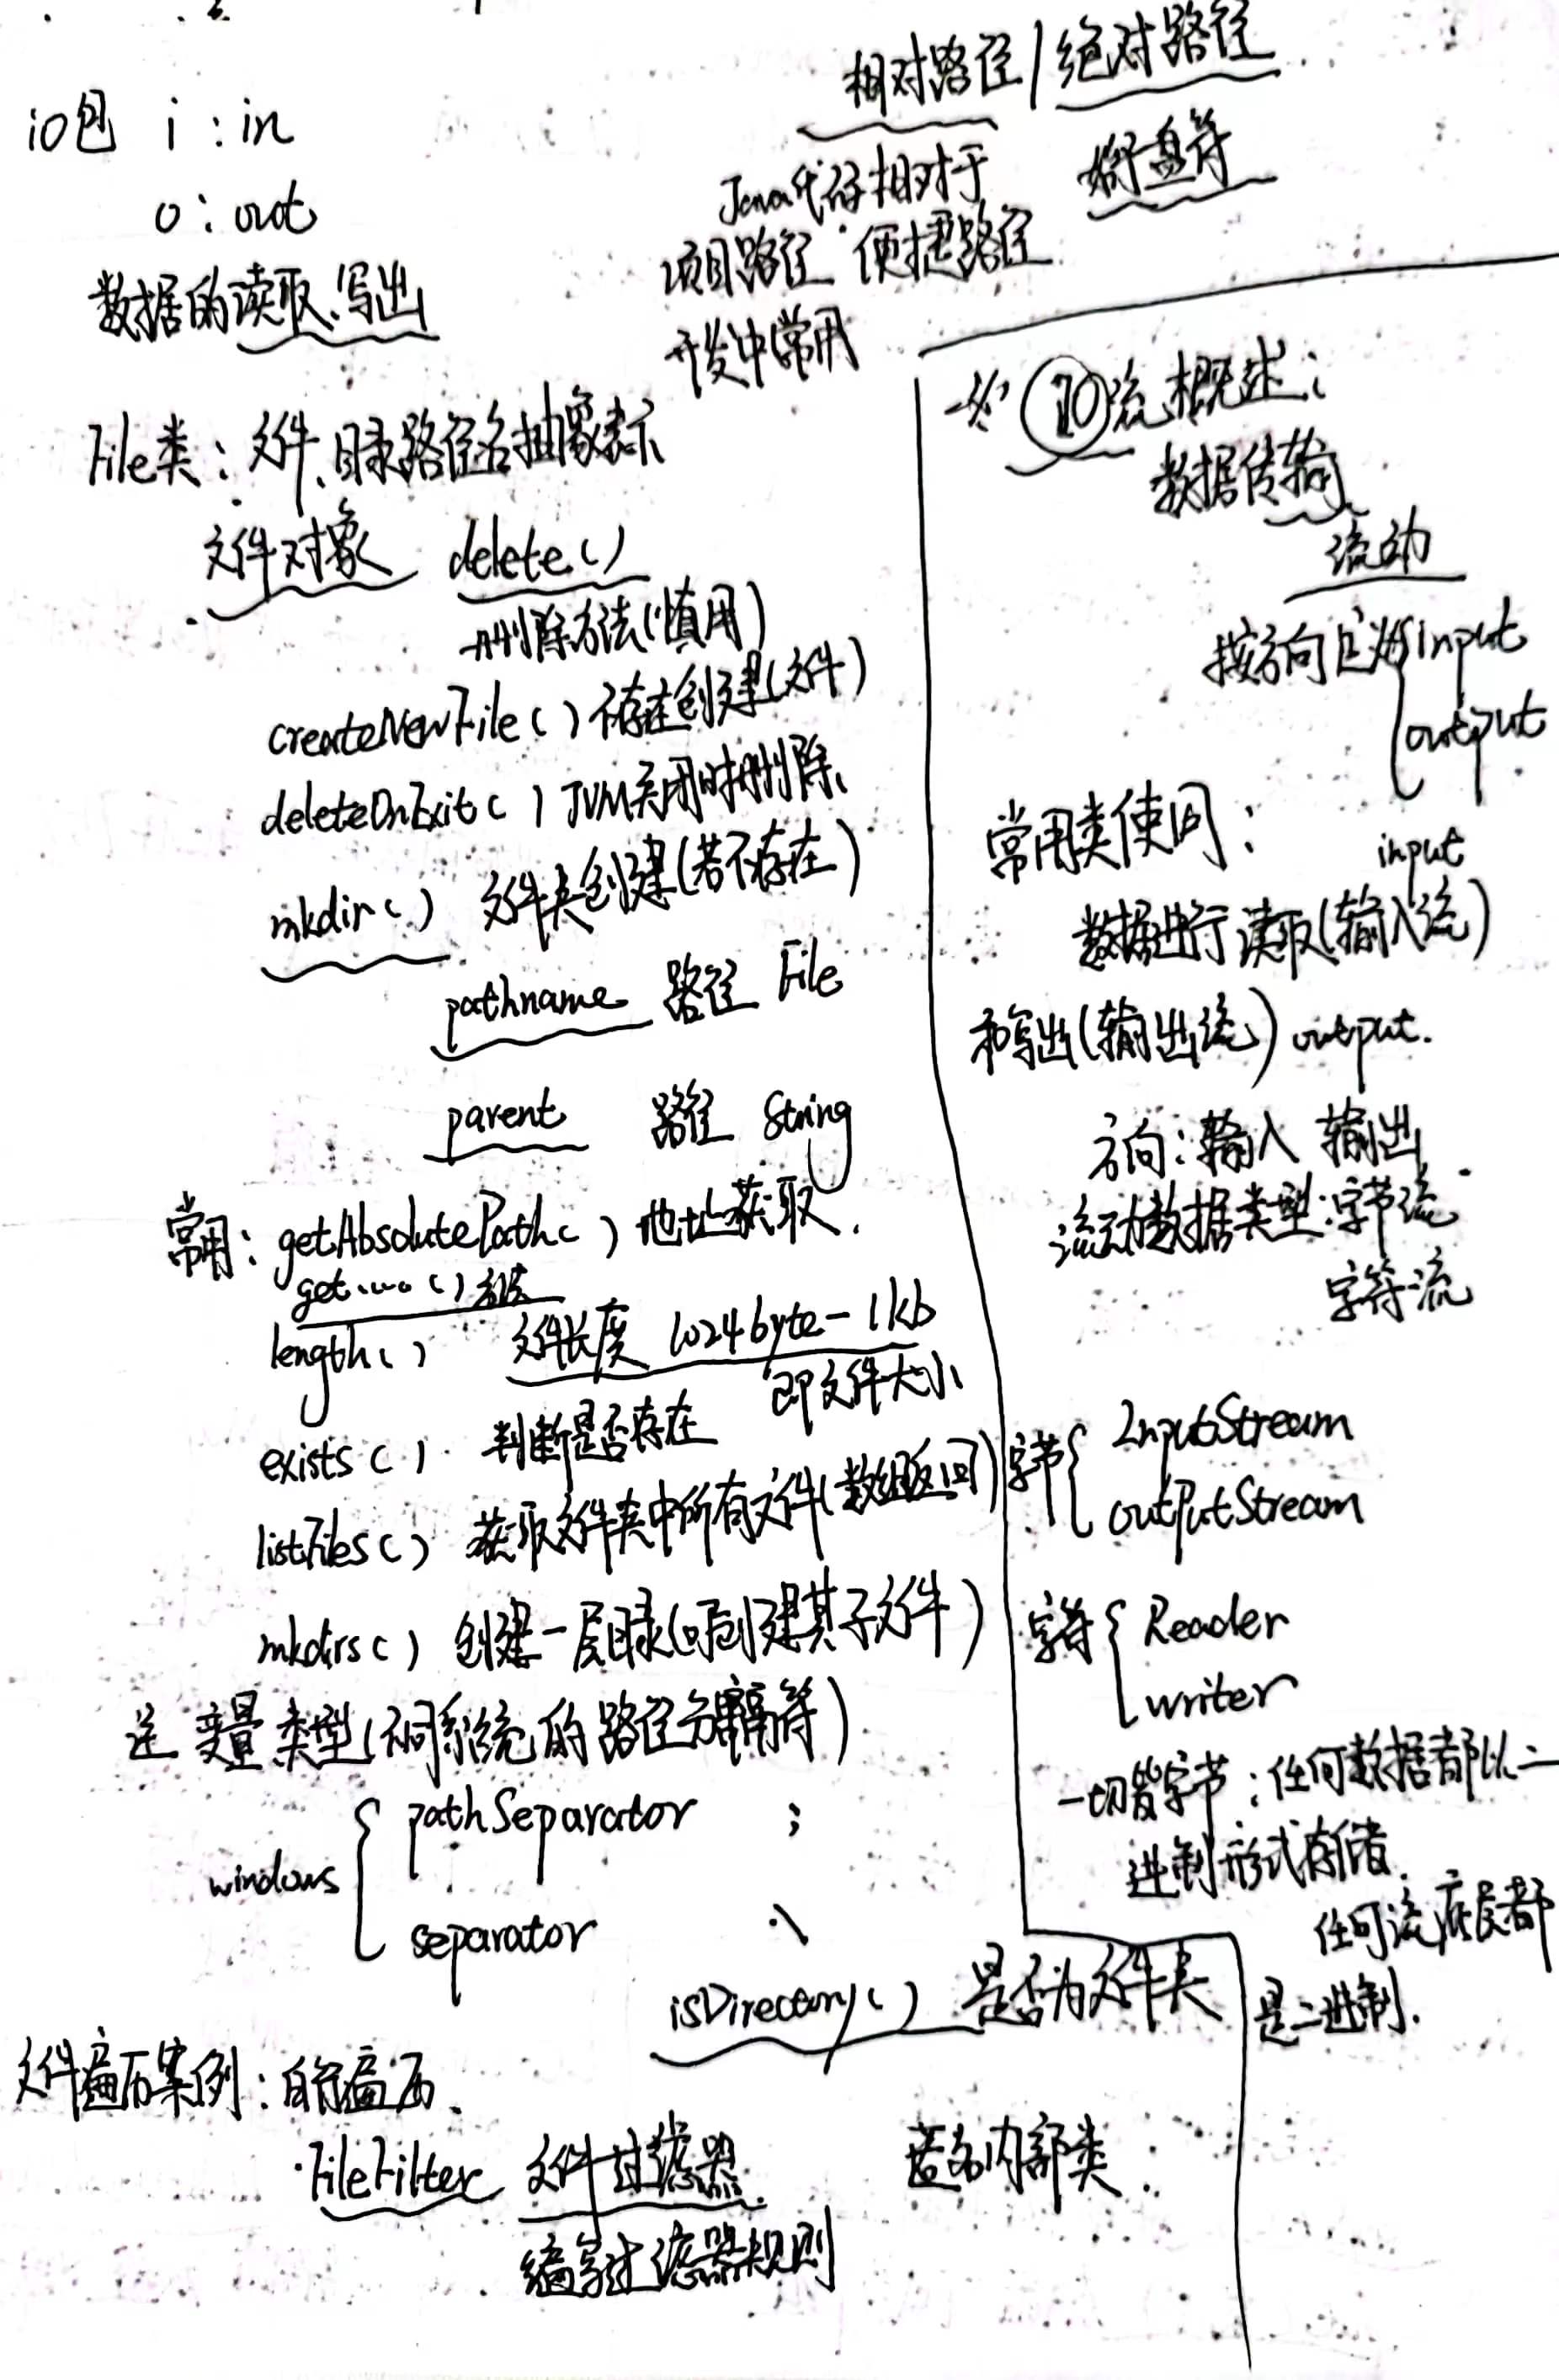 io包 i : in
o : out
数据的读取、写出
相对路径 / 绝对路径
Java代码相对于
盘符
项目路径 便捷路径
开发中常用
File类: 文件、目录路径名抽象表示
文件对象 delete()
删除方法(慎用)
createNewFile() 不存在创建(文件)
deleteOnExit() JVM关闭时删除
mkdir() 文件夹创建(若不存在)
pathname 路径 File
parent 路径 String
常用: getAbsolutePath() 地址获取.
get……() 方法
length() 文件长度 1024byte - 1kb
即文件大小
exists() 判断是否存在
listFiles() 获取文件夹中所有文件(数组返回)
mkdirs() 创建一层目录(可创建其子文件)
变量类型(不同系统的路径分隔符)
windows { pathSeparator ;
separator \
isDirectory() 是否为文件夹
文件遍历案例: 自行遍历.
FileFilter 文件过滤器.
匿名内部类
编写过滤器规则
IO流概述:
数据传输
流动
按方向区分 { input
output
常用类使用:
input
数据进行读取(输入流)
和写出(输出流) output.
方向: 输入 输出
流动数据类型: 字节流
字符流
字节 { InputStream
outPutStream
字符 { Reader
writer
一切皆字节: 任何数据都以二
进制形式存储.
任何流底层都
是二进制.